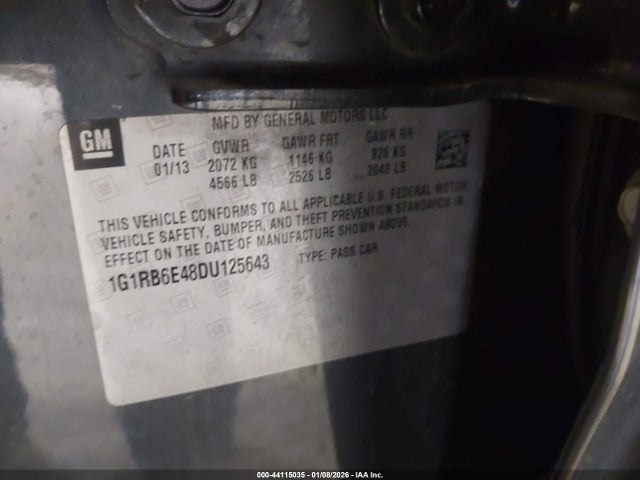 MFD BY GENERAL MOTORS LLC
GM
DATE GVWR GAWR FRT GAWR RR
01/13 2072 KG 1146 KG 926 KG
4566 LB 2526 LB 2040 LB
THIS VEHICLE CONFORMS TO ALL APPLICABLE U.S. FEDERAL MOTOR
VEHICLE SAFETY, BUMPER, AND THEFT PREVENTION STANDARDS IN
EFFECT ON THE DATE OF MANUFACTURE SHOWN ABOVE.
1G1RB6E48DU125643 TYPE: PASS CAR
000-44115035 - 01/08/2026 - IAA Inc.